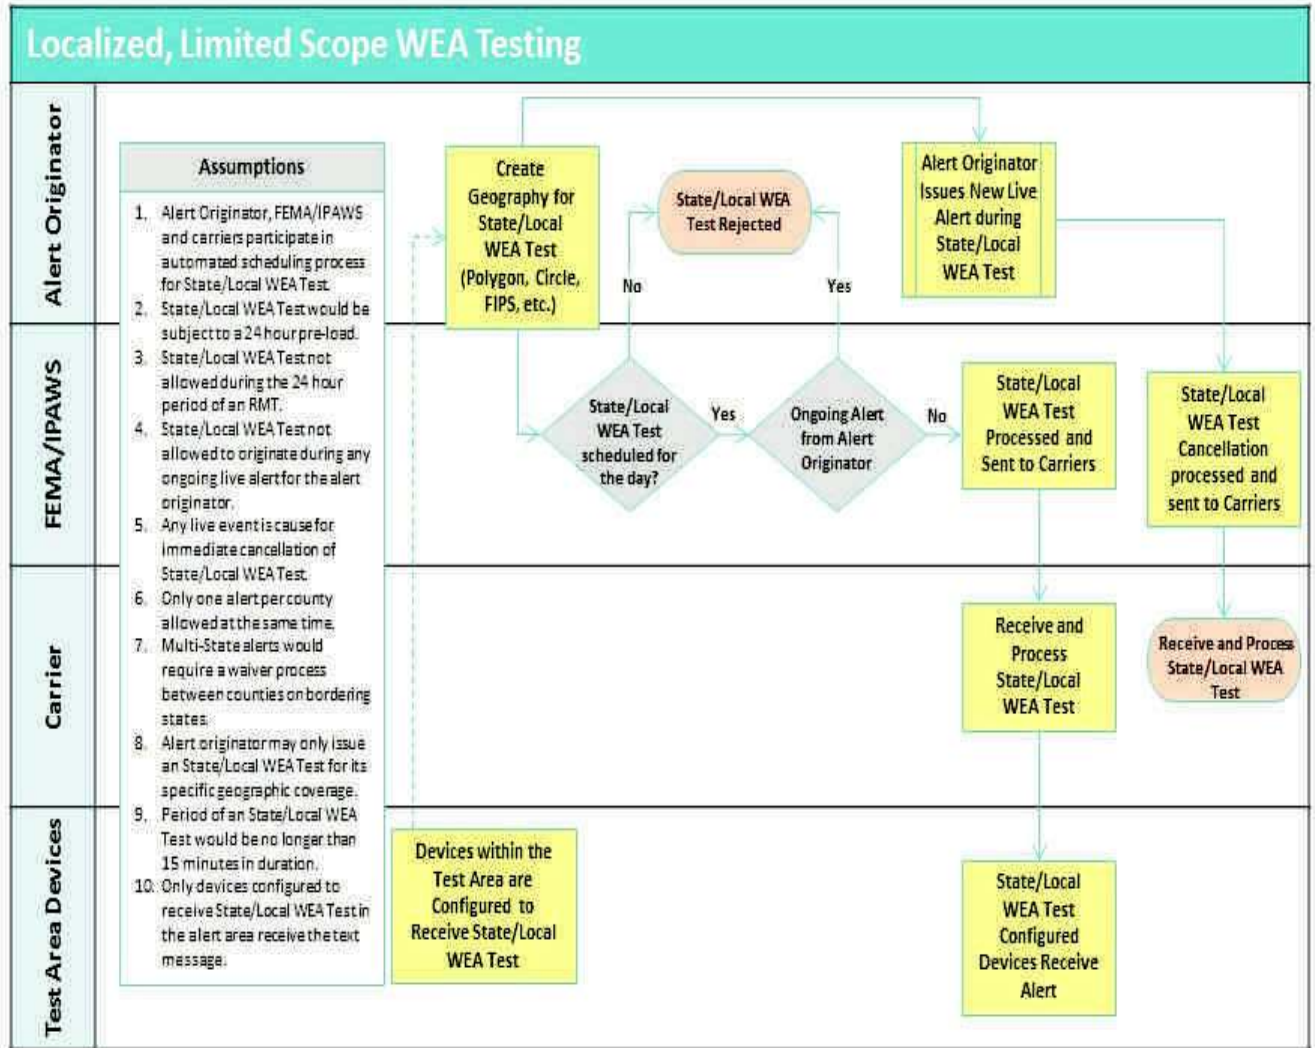 Localized, Limited Scope WEA Testing
Alert Originator
Assumptions
1. Alert Originator, FEMA/IPAWS
and carriers participate in
automated scheduling process
for State/Local WEA Test.
2. State/Local WEA Test would be
subject to a 24 hour pre-load.
3. State/Local WEA Test not
allowed during the 24 hour
period of an RMT.
4. State/Local WEA Test not
allowed to originate during any
ongoing live alert for the alert
originator.
5. Any live event is cause for
immediate cancellation of
State/Local WEA Test.
6. Only one alert per county
allowed at the same time.
7. Multi-State alerts would
require a waiver process
between counties on bordering
states.
8. Alert originator may only issue
an State/Local WEA Test for its
specific geographic coverage.
9. Period of an State/Local WEA
Test would be no longer than
15 minutes in duration.
10. Only devices configured to
receive State/Local WEA Test in
the alert area receive the text
message.
Create
Geography for
State/Local
WEA Test
(Polygon, Circle,
FIPS, etc.)
State/Local WEA
Test Rejected
No
Yes
Alert Originator
Issues New Live
Alert during
State/Local
WEA Test
FEMA/IPAWS
State/Local
WEA Test
scheduled for
the day?
Yes
Ongoing Alert
from Alert
Originator
No
State/Local
WEA Test
Processed and
Sent to Carriers
State/Local
WEA Test
Cancellation
processed and
sent to Carriers
Carrier
Receive and
Process
State/Local
WEA Test
Receive and Process
State/Local WEA
Test
Test Area Devices
Devices within the
Test Area are
Configured to
Receive State/Local
WEA Test
State/Local
WEA Test
Configured
Devices Receive
Alert